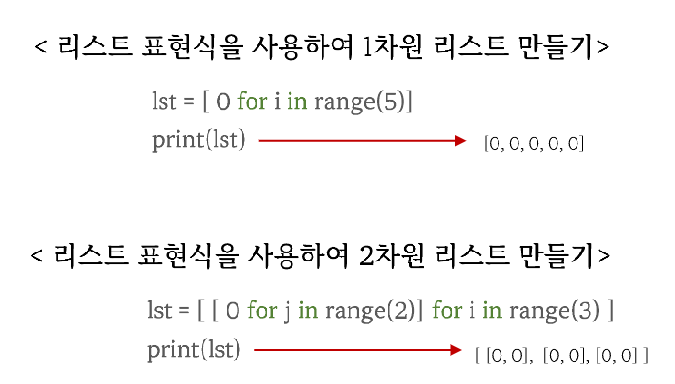 < 리스트 표현식을 사용하여 1차원 리스트 만들기>
lst = [ 0 for i in range(5)]
print(lst) [0, 0, 0, 0, 0]
< 리스트 표현식을 사용하여 2차원 리스트 만들기>
lst = [ [ 0 for j in range(2)] for i in range(3) ]
print(lst) [ [0, 0], [0, 0], [0, 0] ]